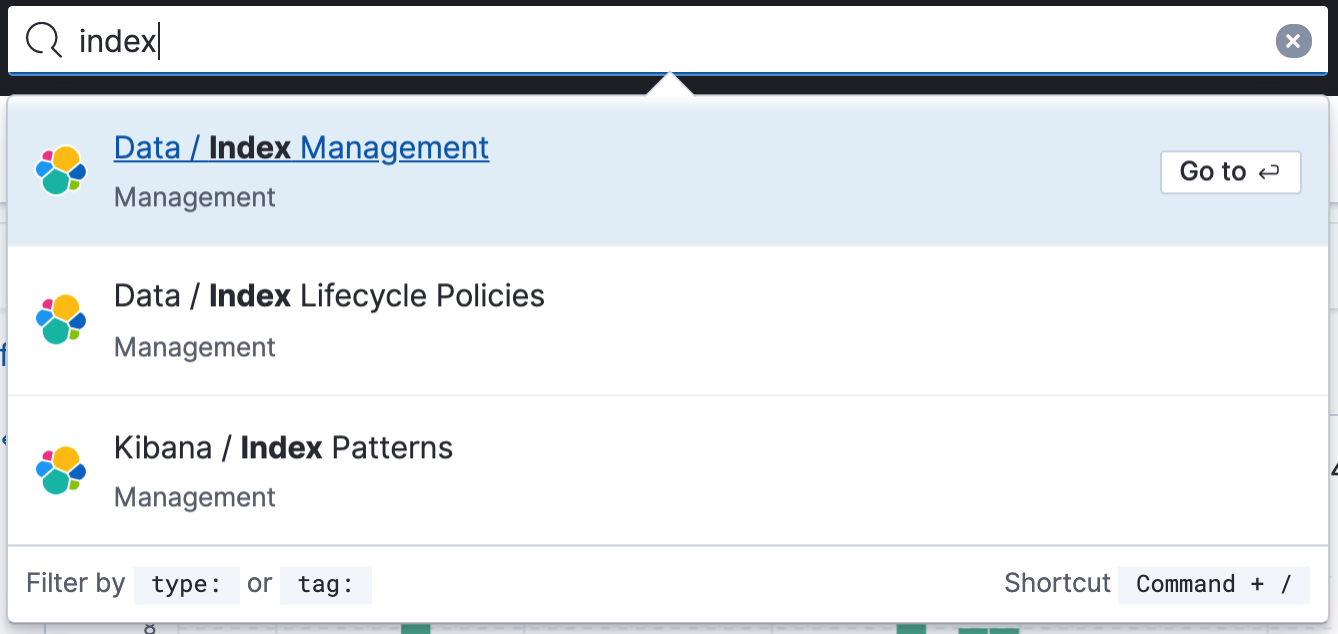 index
Data / Index Management
Management
Go to
Data / Index Lifecycle Policies
Management
Kibana / Index Patterns
Management
Filter by type: or tag: Shortcut Command + /
8